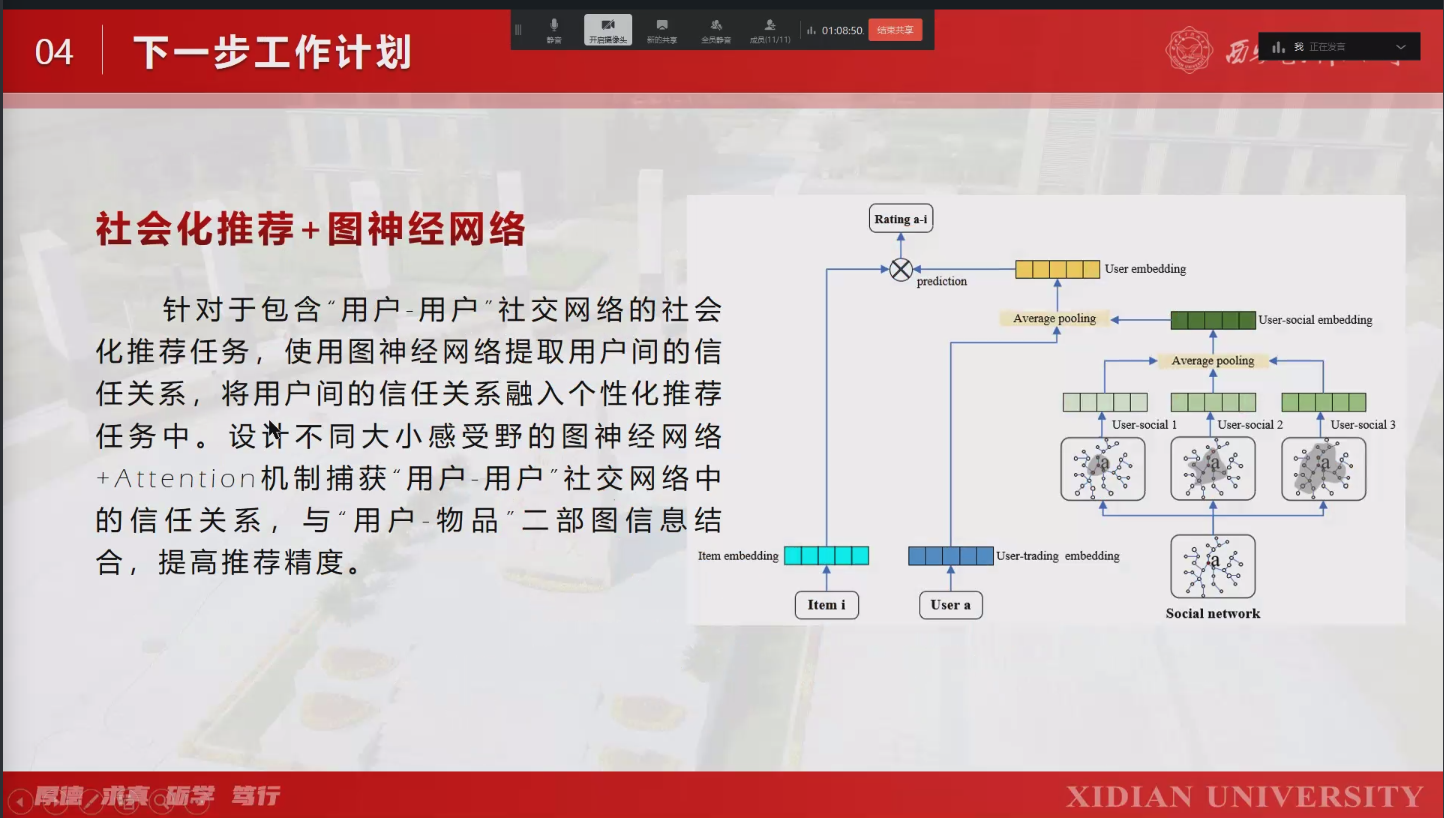 04
下一步工作计划
静音
开启摄像头
新的共享
全员静音
成员(11/11)
01:08:50
结束共享
我 正在发言
社会化推荐+图神经网络
针对于包含“用户-用户”社交网络的社会
化推荐任务，使用图神经网络提取用户间的信
任关系，将用户间的信任关系融入个性化推荐
任务中。设计不同大小感受野的图神经网络
+Attention机制捕获“用户-用户”社交网络中
的信任关系，与“用户-物品”二部图信息结
合，提高推荐精度。
Rating a-i
prediction
User embedding
Average pooling
User-social embedding
Average pooling
User-social 1
User-social 2
User-social 3
a
a
a
Item embedding
User-trading embedding
a
Item i
User a
Social network
厚德 求真 砺学 笃行
XIDIAN UNIVERSITY